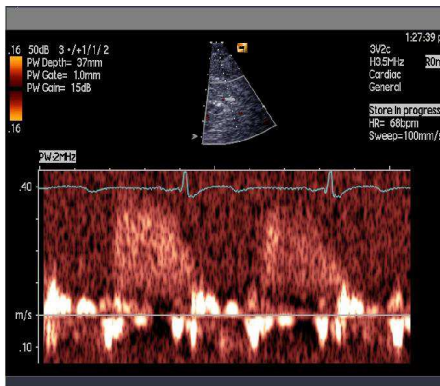 1:27:39 p
.16
50dB 3 •/+1/1/2
PW Depth= 37mm
PW Gate= 1.0mm
PW Gain= 15dB
.16
3V2c
H3.5MHz
Cardiac
General
Store in progress
HR= 68bpm
Sweep=100mm/s
PW:2MHz
.40
m/s
.10